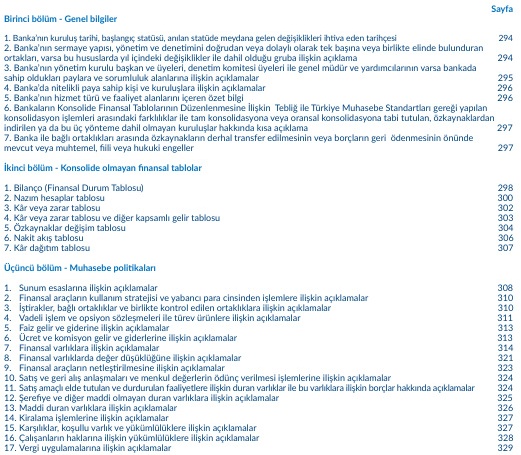 Sayfa
Birinci bölüm - Genel bilgiler
1. Banka'nın kuruluş tarihi, başlangıç statüsü, anılan statüde meydana gelen değişiklikleri ihtiva eden tarihçesi 294
2. Banka'nın sermaye yapısı, yönetim ve denetimini doğrudan veya dolaylı olarak tek başına veya birlikte elinde bulunduran
ortakları, varsa bu hususlarda yıl içindeki değişiklikler ile dahil olduğu gruba ilişkin açıklama 294
3. Banka'nın yönetim kurulu başkan ve üyeleri, denetim komitesi üyeleri ile genel müdür ve yardımcılarının varsa bankada
sahip oldukları paylara ve sorumluluk alanlarına ilişkin açıklamalar 295
4. Banka'da nitelikli paya sahip kişi ve kuruluşlara ilişkin açıklamalar 296
5. Banka'nın hizmet türü ve faaliyet alanlarını içeren özet bilgi 296
6. Bankaların Konsolide Finansal Tablolarının Düzenlenmesine İlişkin Tebliğ ile Türkiye Muhasebe Standartları gereği yapılan
konsolidasyon işlemleri arasındaki farklılıklar ile tam konsolidasyona veya oransal konsolidasyona tabi tutulan, özkaynaklardan
indirilen ya da bu üç yönteme dahil olmayan kuruluşlar hakkında kısa açıklama 297
7. Banka ile bağlı ortaklıkları arasında özkaynakların derhal transfer edilmesinin veya borçların geri ödenmesinin önünde
mevcut veya muhtemel, fiili veya hukuki engeller 297
İkinci bölüm - Konsolide olmayan finansal tablolar
1. Bilanço (Finansal Durum Tablosu) 298
2. Nazım hesaplar tablosu 300
3. Kâr veya zarar tablosu 302
4. Kâr veya zarar tablosu ve diğer kapsamlı gelir tablosu 303
5. Özkaynaklar değişim tablosu 304
6. Nakit akış tablosu 306
7. Kâr dağıtım tablosu 307
Üçüncü bölüm - Muhasebe politikaları
1. Sunum esaslarına ilişkin açıklamalar 308
2. Finansal araçların kullanım stratejisi ve yabancı para cinsinden işlemlere ilişkin açıklamalar 310
3. İştirakler, bağlı ortaklıklar ve birlikte kontrol edilen ortaklıklara ilişkin açıklamalar 310
4. Vadeli işlem ve opsiyon sözleşmeleri ile türev ürünlere ilişkin açıklamalar 311
5. Faiz gelir ve giderine ilişkin açıklamalar 313
6. Ücret ve komisyon gelir ve giderlerine ilişkin açıklamalar 313
7. Finansal varlıklara ilişkin açıklamalar 314
8. Finansal varlıklarda değer düşüklüğüne ilişkin açıklamalar 321
9. Finansal araçların netleştirilmesine ilişkin açıklamalar 323
10. Satış ve geri alış anlaşmaları ve menkul değerlerin ödünç verilmesi işlemlerine ilişkin açıklamalar 324
11. Satış amaçlı elde tutulan ve durdurulan faaliyetlere ilişkin duran varlıklar ile bu varlıklara ilişkin borçlar hakkında açıklamalar 324
12. Şerefiye ve diğer maddi olmayan duran varlıklara ilişkin açıklamalar 325
13. Maddi duran varlıklara ilişkin açıklamalar 326
14. Kiralama işlemlerine ilişkin açıklamalar 327
15. Karşılıklar, koşullu varlık ve yükümlülüklere ilişkin açıklamalar 327
16. Çalışanların haklarına ilişkin yükümlülüklere ilişkin açıklamalar 328
17. Vergi uygulamalarına ilişkin açıklamalar 329